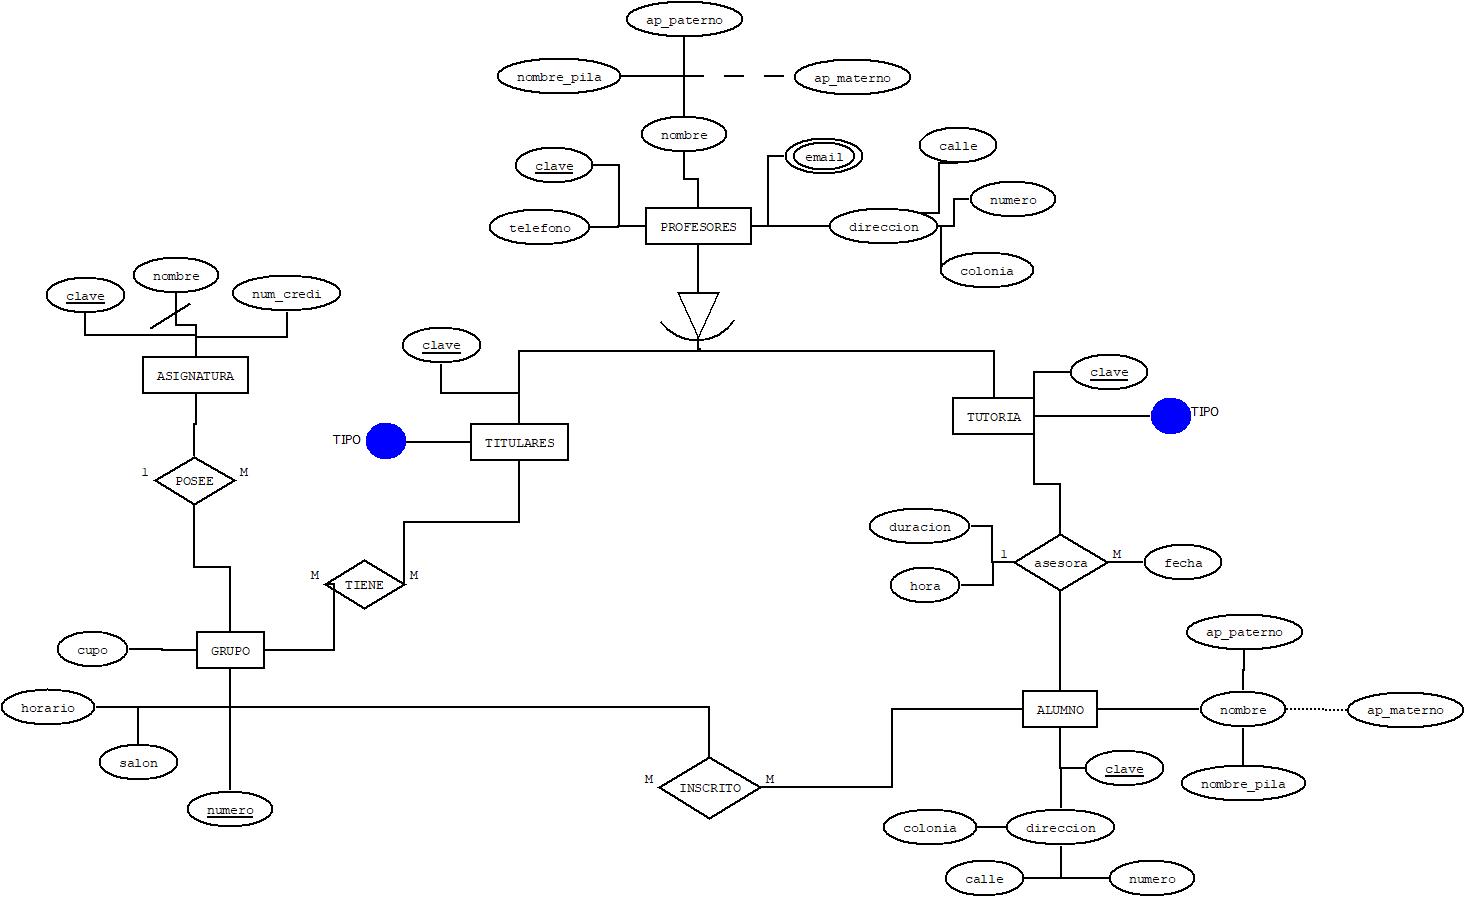 ap_paterno
nombre_pila
ap_materno
nombre
clave
email
calle
telefono
PROFESORES
direccion
numero
colonia
clave
nombre
num_credi
ASIGNATURA
clave
TIPO
TITULARES
clave
TUTORIA
TIPO
1
POSEE
M
duracion
1
asesora
M
fecha
hora
M
TIENE
M
cupo
GRUPO
ap_paterno
horario
ALUMNO
nombre
ap_materno
salon
clave
nombre_pila
M
INSCRITO
M
numero
colonia
direccion
calle
numero